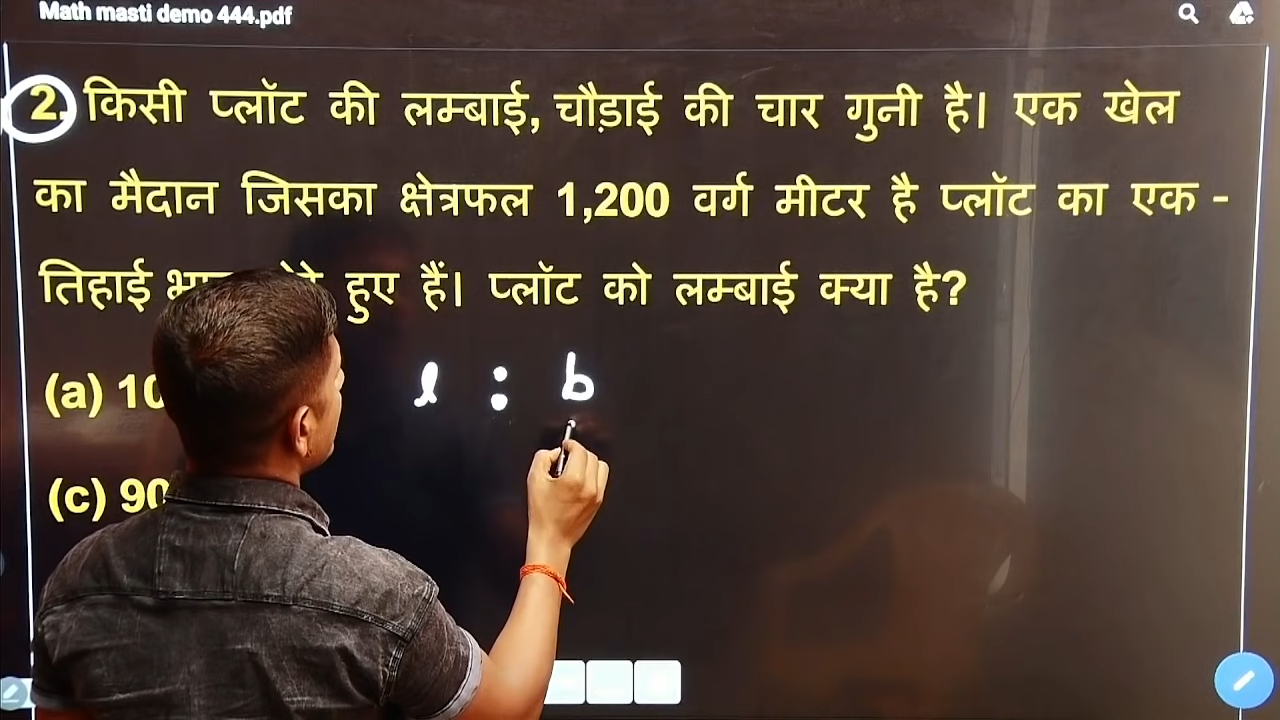 Math masti demo 444.pdf
2. किसी प्लॉट की लम्बाई, चौड़ाई की चार गुनी है। एक खेल
का मैदान जिसका क्षेत्रफल 1,200 वर्ग मीटर है प्लॉट का एक -
तिहाई हुए हैं। प्लॉट को लम्बाई क्या है?
(a) 10
l : b
(c) 90